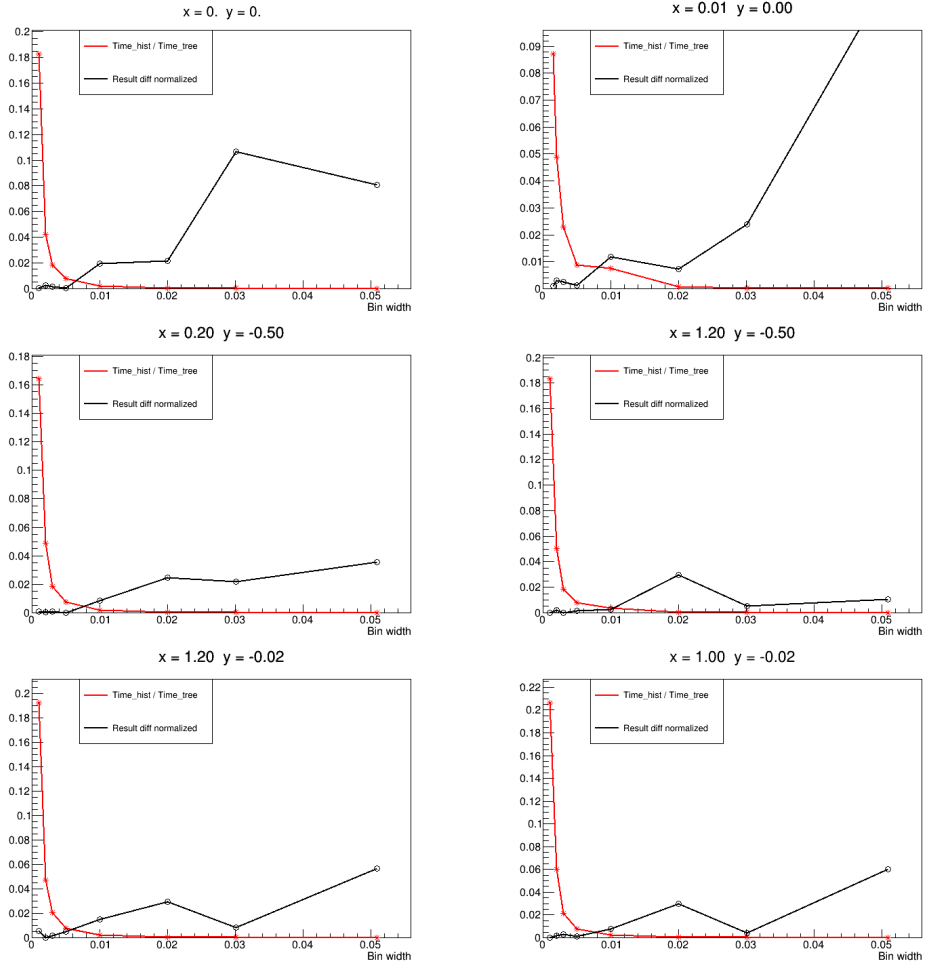 x = 0. y = 0.
Time_hist / Time_tree
Result diff normalized
0.2
0.18
0.16
0.14
0.12
0.1
0.08
0.06
0.04
0.02
0
0 0.01 0.02 0.03 0.04 0.05
Bin width
x = 0.01 y = 0.00
Time_hist / Time_tree
Result diff normalized
0.09
0.08
0.07
0.06
0.05
0.04
0.03
0.02
0.01
0
0 0.01 0.02 0.03 0.04 0.05
Bin width
x = 0.20 y = -0.50
Time_hist / Time_tree
Result diff normalized
0.18
0.16
0.14
0.12
0.1
0.08
0.06
0.04
0.02
0
0 0.01 0.02 0.03 0.04 0.05
Bin width
x = 1.20 y = -0.50
Time_hist / Time_tree
Result diff normalized
0.2
0.18
0.16
0.14
0.12
0.1
0.08
0.06
0.04
0.02
0
0 0.01 0.02 0.03 0.04 0.05
Bin width
x = 1.20 y = -0.02
Time_hist / Time_tree
Result diff normalized
0.2
0.18
0.16
0.14
0.12
0.1
0.08
0.06
0.04
0.02
0
0 0.01 0.02 0.03 0.04 0.05
Bin width
x = 1.00 y = -0.02
Time_hist / Time_tree
Result diff normalized
0.22
0.2
0.18
0.16
0.14
0.12
0.1
0.08
0.06
0.04
0.02
0
0 0.01 0.02 0.03 0.04 0.05
Bin width